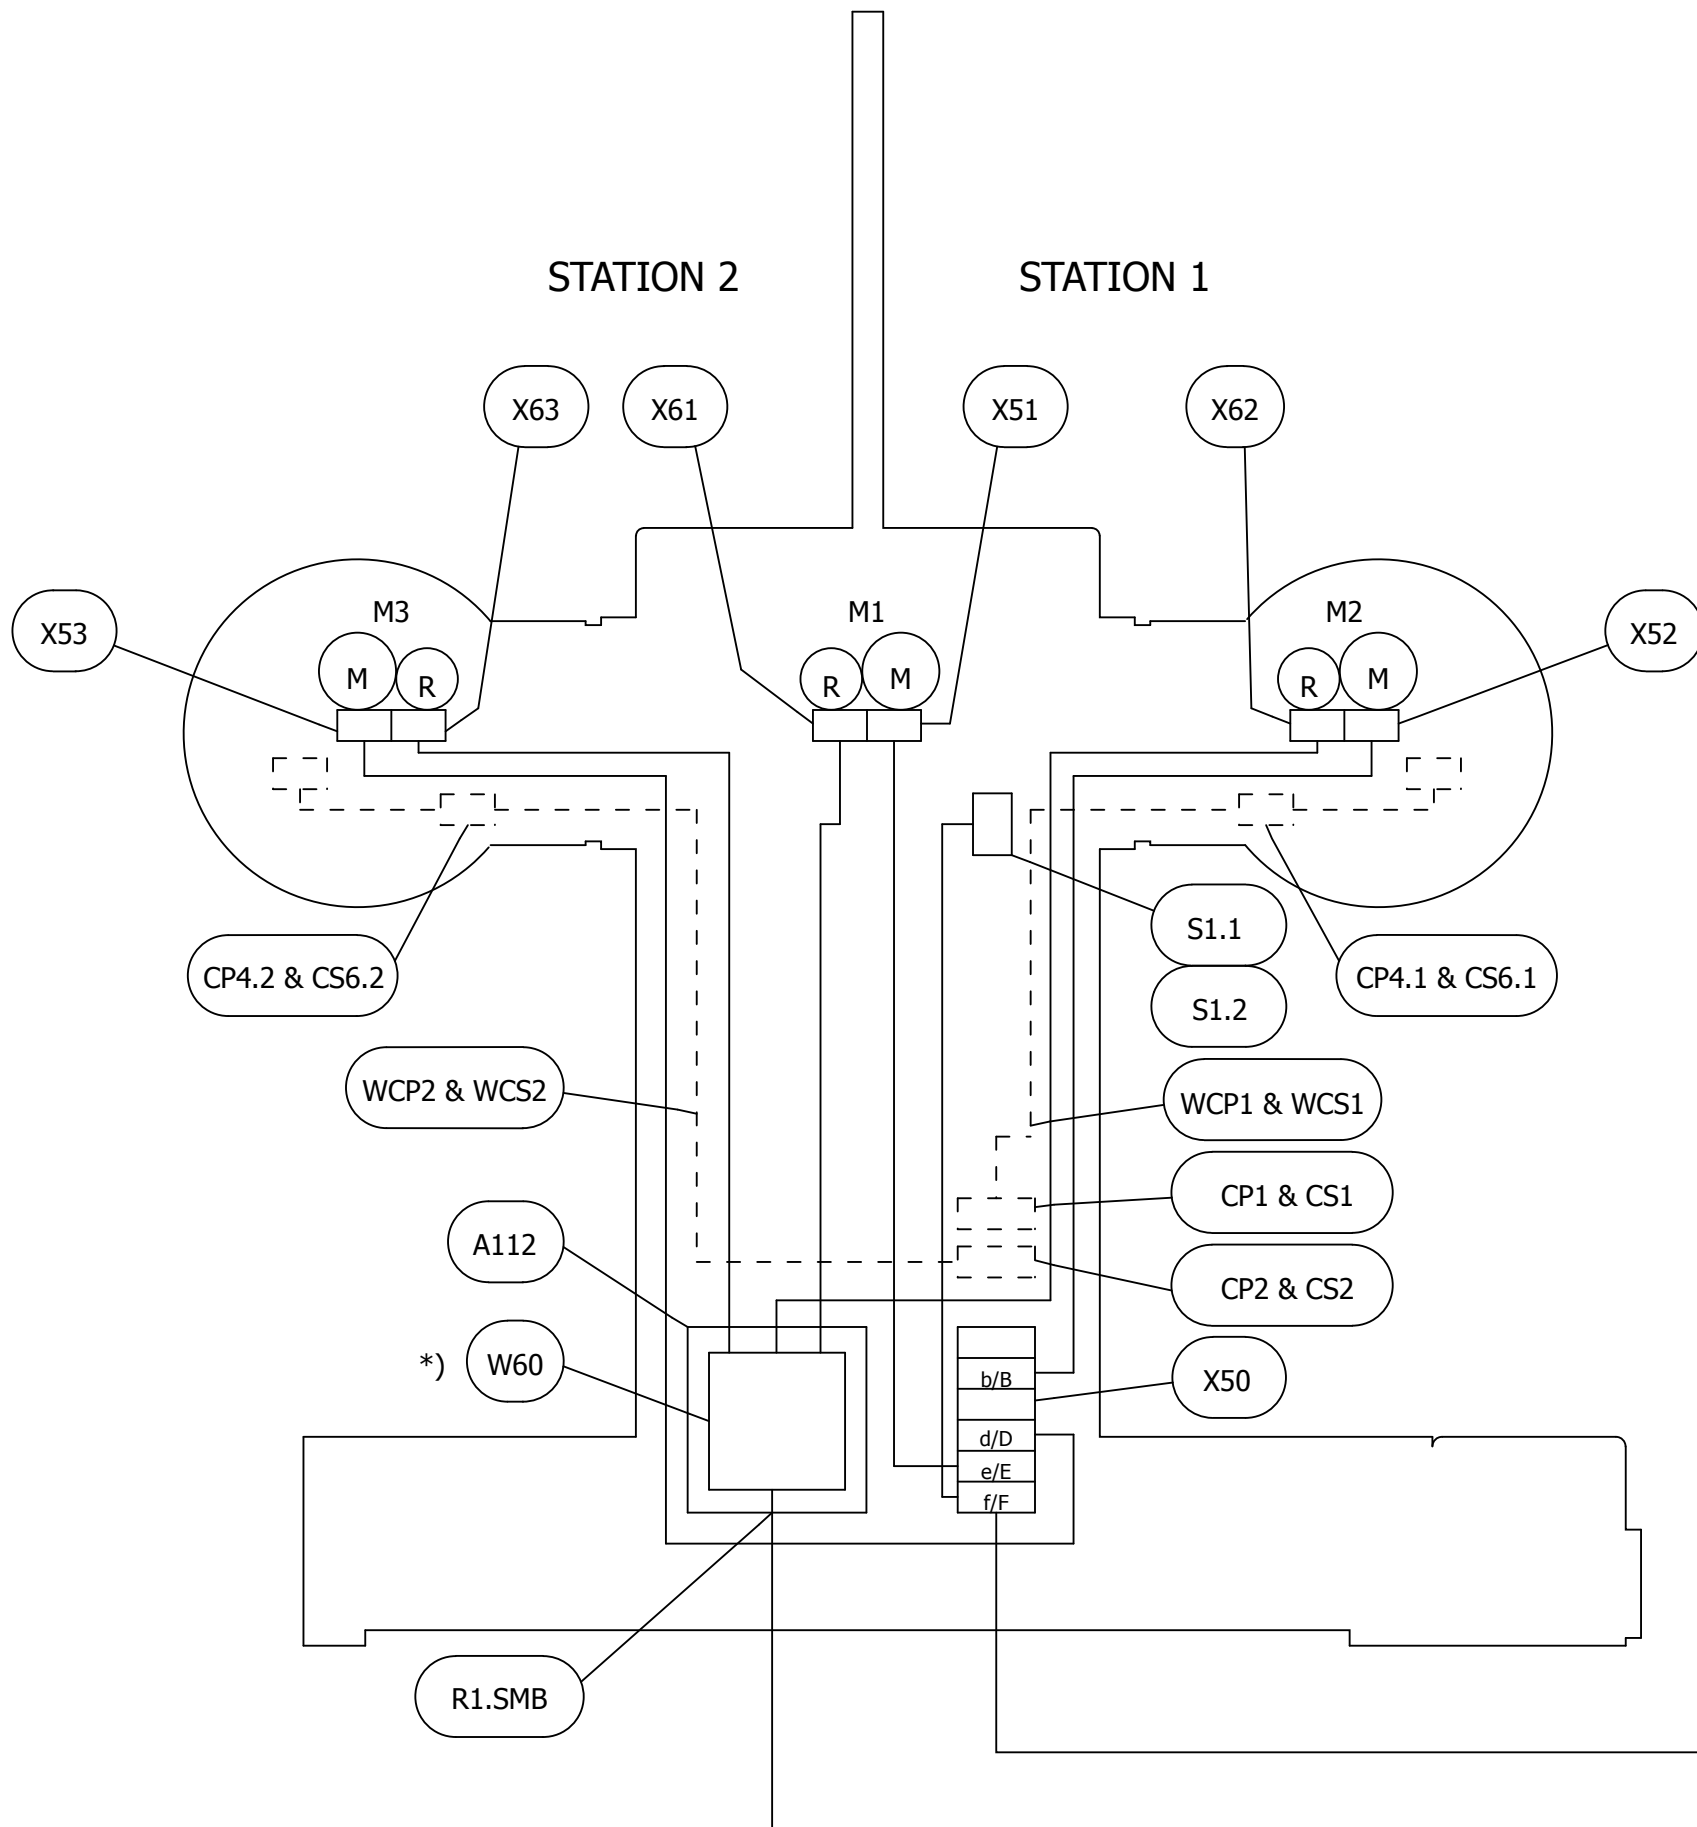 STATION 2
STATION 1
X63
X61
X51
X62
X53
M3
M1
M2
X52
M
R
R
M
R
M
S1.1
CP4.2 & CS6.2
CP4.1 & CS6.1
S1.2
WCP2 & WCS2
WCP1 & WCS1
CP1 & CS1
A112
CP2 & CS2
*)
W60
b/B
X50
d/D
e/E
f/F
R1.SMB